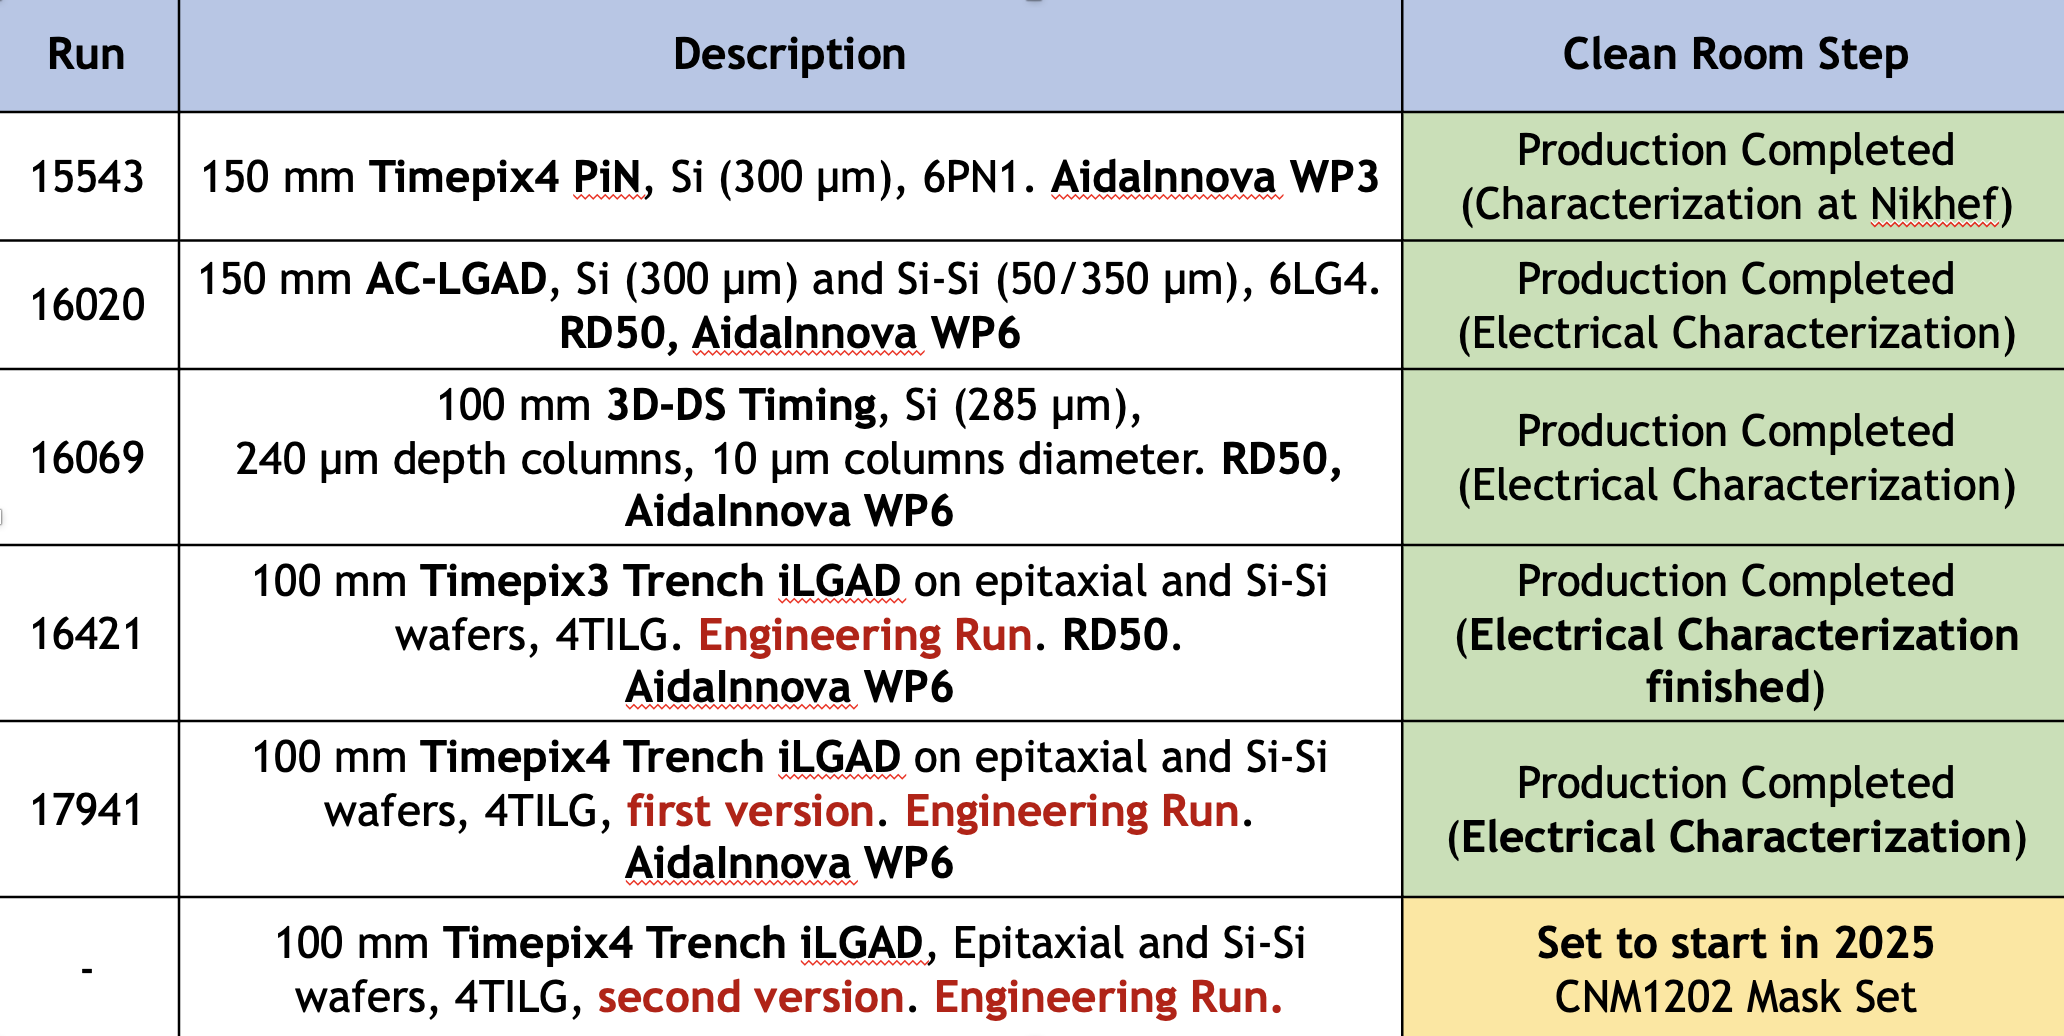 Run Description Clean Room Step
15543
150 mm Timepix4 PiN, Si (300 µm), 6PN1. AidaInnova WP3
Production Completed
(Characterization at Nikhef)
16020
150 mm AC-LGAD, Si (300 µm) and Si-Si (50/350 µm), 6LG4.
RD50, AidaInnova WP6
Production Completed
(Electrical Characterization)
16069
100 mm 3D-DS Timing, Si (285 µm),
240 µm depth columns, 10 µm columns diameter. RD50,
AidaInnova WP6
Production Completed
(Electrical Characterization)
16421
100 mm Timepix3 Trench iLGAD on epitaxial and Si-Si
wafers, 4TILG. Engineering Run. RD50.
AidaInnova WP6
Production Completed
(Electrical Characterization
finished)
17941
100 mm Timepix4 Trench iLGAD on epitaxial and Si-Si
wafers, 4TILG, first version. Engineering Run.
AidaInnova WP6
Production Completed
(Electrical Characterization)
-
100 mm Timepix4 Trench iLGAD, Epitaxial and Si-Si
wafers, 4TILG, second version. Engineering Run.
Set to start in 2025
CNM1202 Mask Set